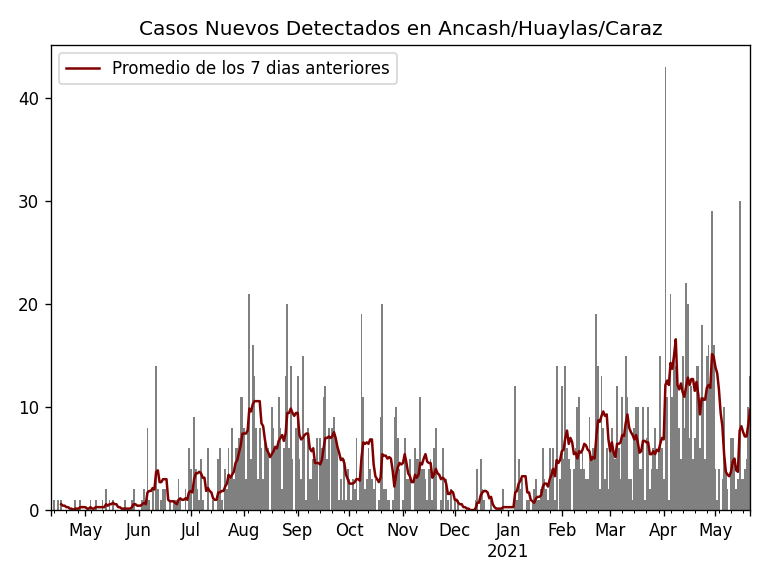 Casos Nuevos Detectados en Ancash/Huaylas/Caraz
Promedio de los 7 dias anteriores
40
30
20
10
0
May Jun Jul Aug Sep Oct Nov Dec Jan Feb Mar Apr May
2021